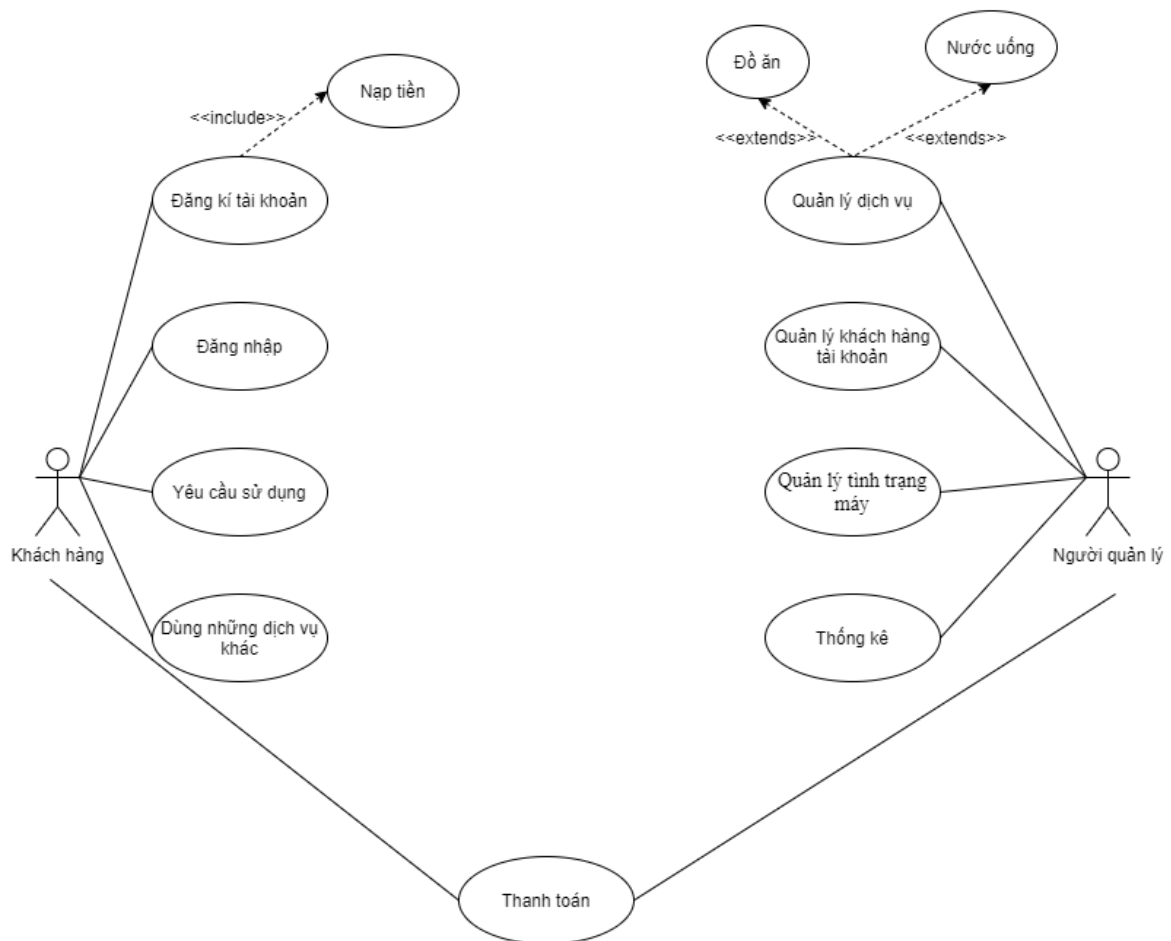 Nước uống
Đồ ăn
Nạp tiền
<<include>>
<<extends>>
<<extends>>
Đăng kí tài khoản
Quản lý dịch vụ
Đăng nhập
Quản lý khách hàng
tài khoản
Yêu cầu sử dụng
Quản lý tình trạng
máy
Khách hàng
Người quản lý
Dùng những dịch vụ
khác
Thống kê
Thanh toán